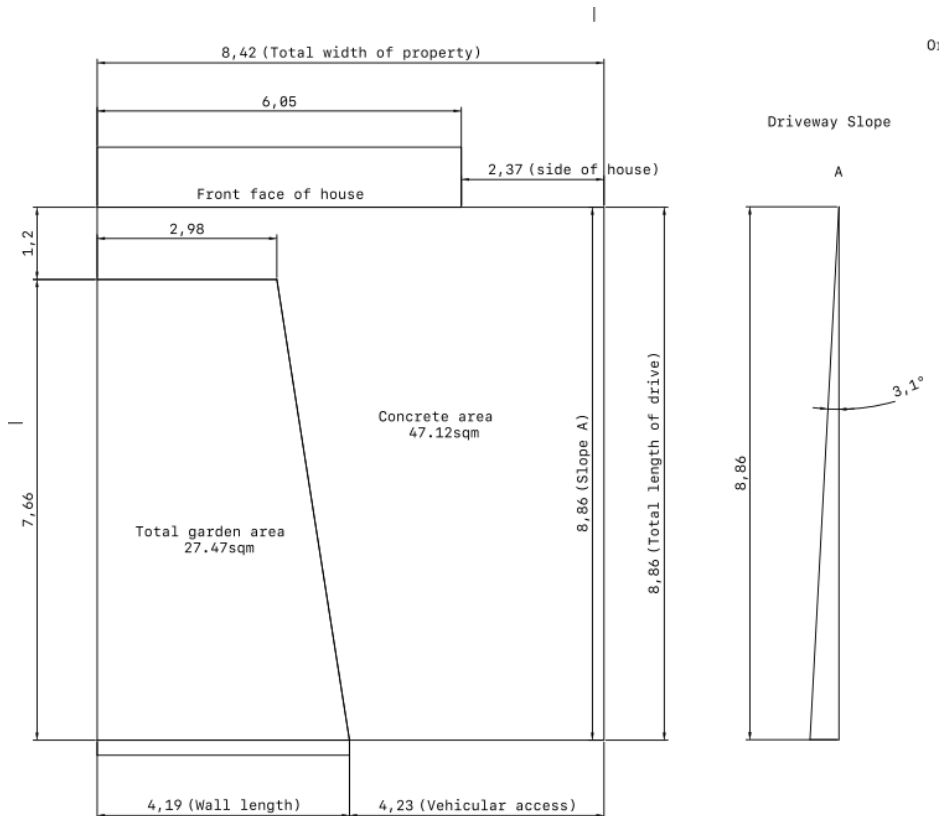 8,42 (Total width of property)
Or
6,05
Driveway Slope
2,37 (side of house)
A
Front face of house
1,2
2,98
3,1°
Concrete area
47.12sqm
8,86 (Slope A)
8,86 (Total length of drive)
8,86
7,66
Total garden area
27.47sqm
4,19 (Wall length)
4,23 (Vehicular access)